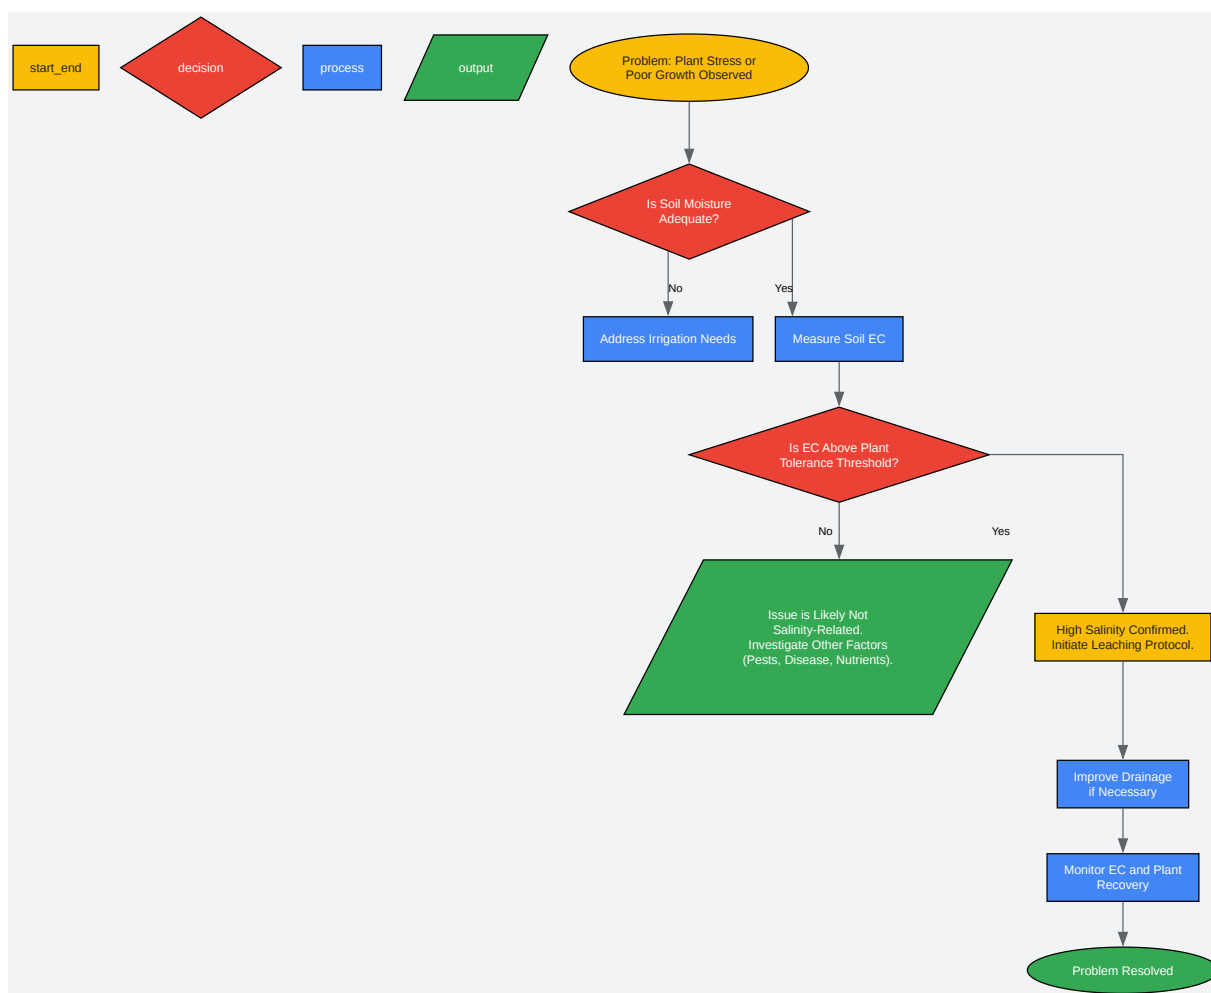 start_end
decision
process
output
Problem: Plant Stress or
Poor Growth Observed
Is Soil Moisture
Adequate?
No
Yes
Address Irrigation Needs
Measure Soil EC
Is EC Above Plant
Tolerance Threshold?
No
Yes
Issue is Likely Not
Salinity-Related.
Investigate Other Factors
(Pests, Disease, Nutrients).
High Salinity Confirmed.
Initiate Leaching Protocol.
Improve Drainage
if Necessary
Monitor EC and Plant
Recovery
Problem Resolved